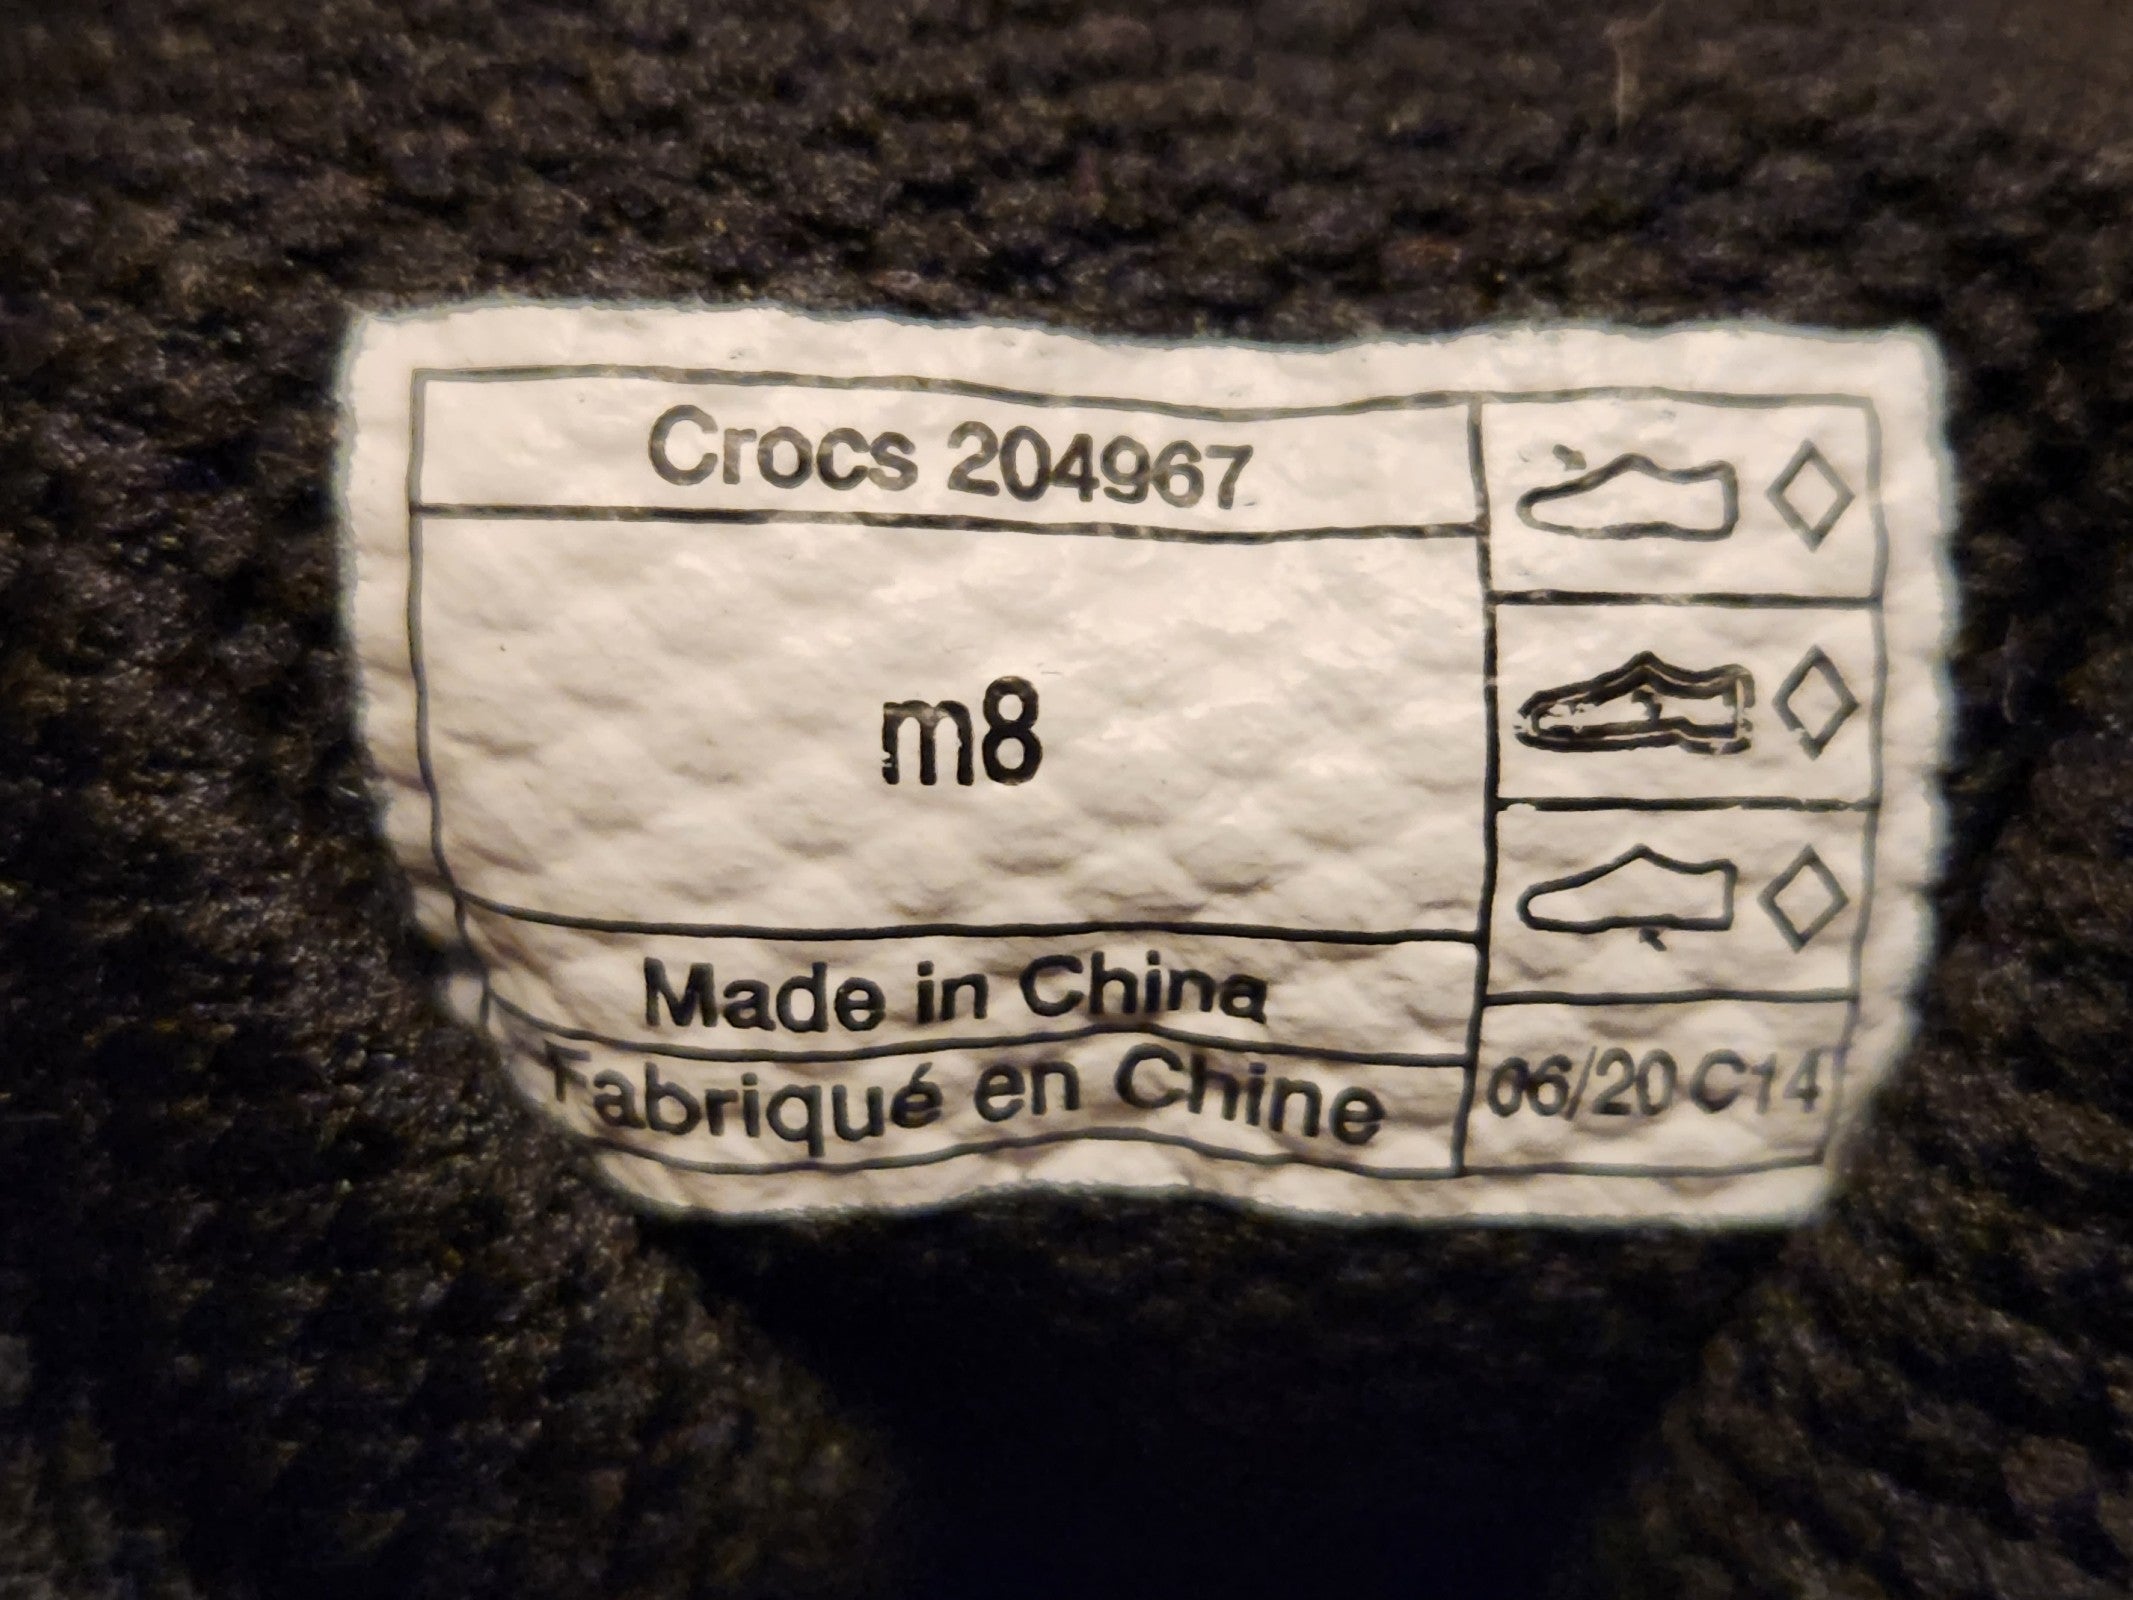 Crocs 204967
m8
Made in China
Fabriqué en Chine
06/20 C14